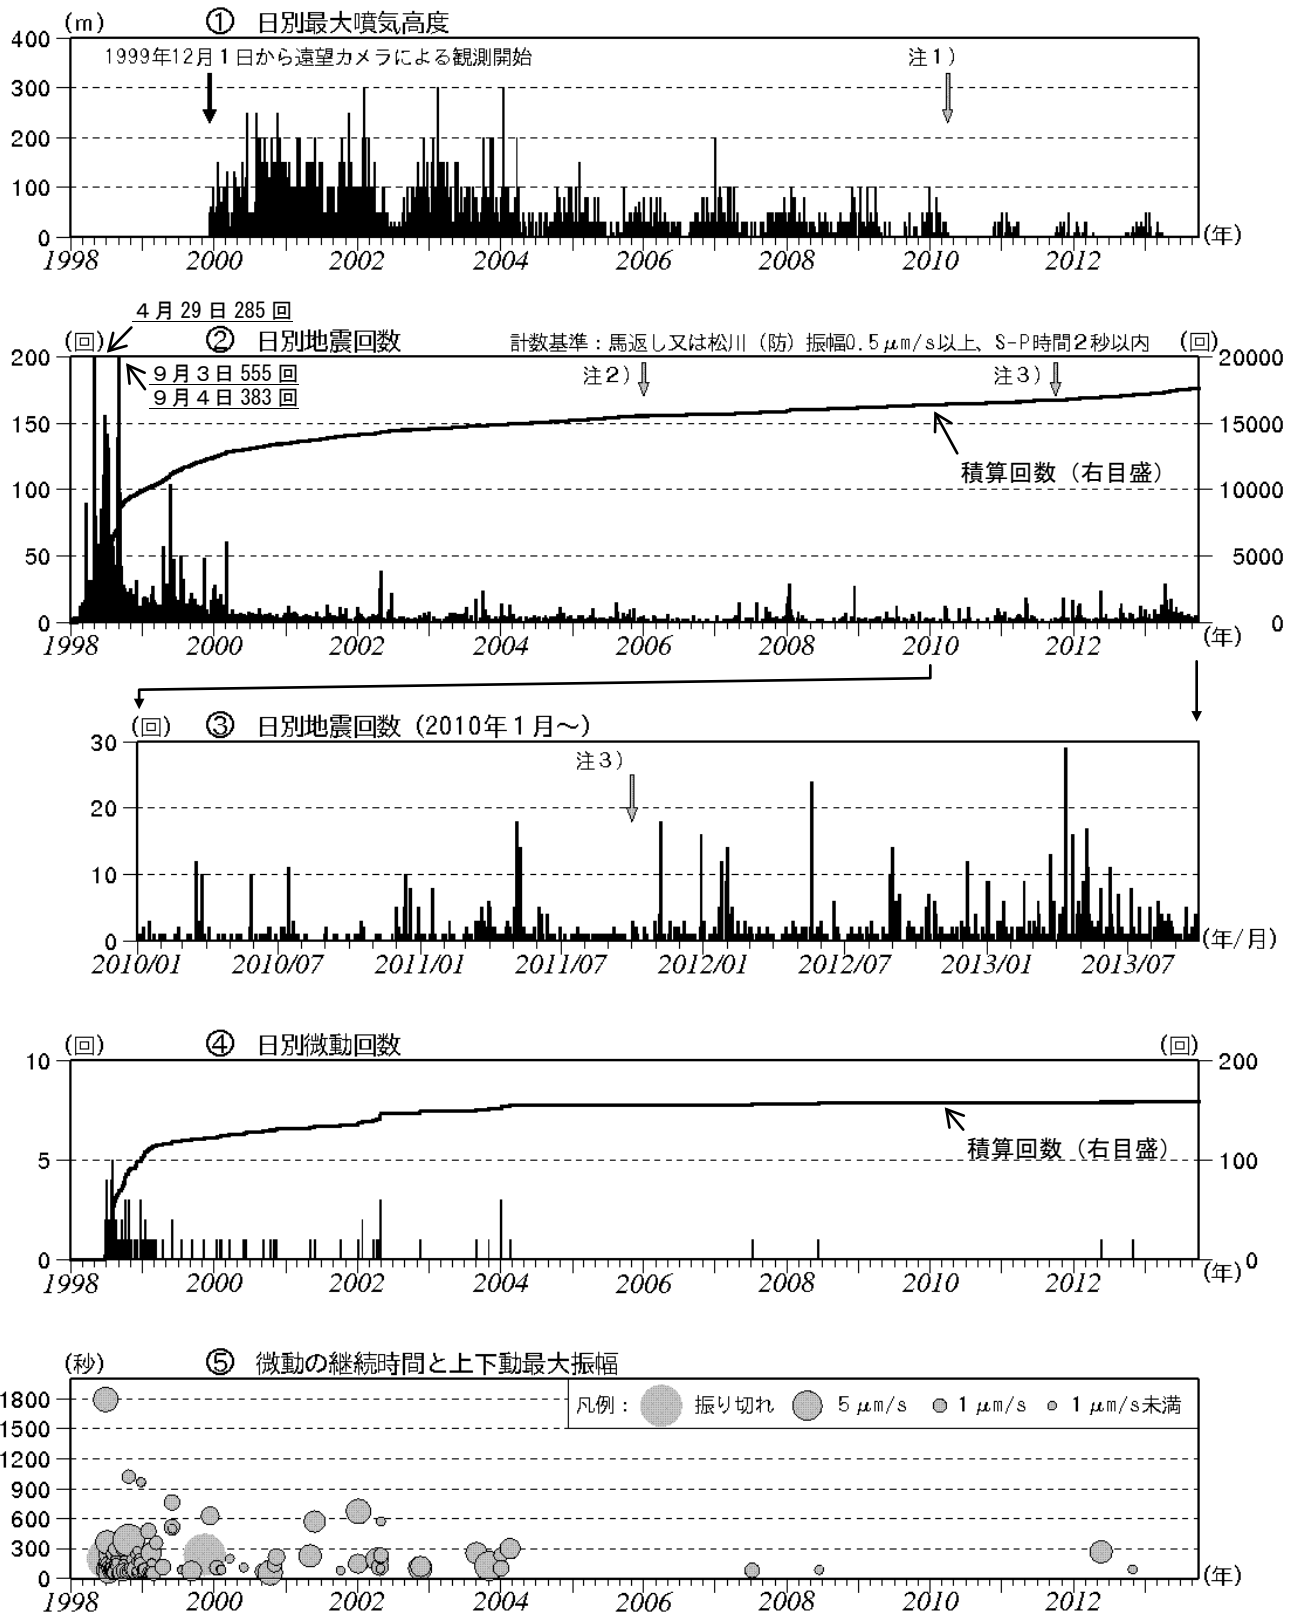 (m) ① 日別最大噴気高度
400
1999年12月1日から遠望カメラによる観測開始 注1)
300
200
100
0 (年)
1998 2000 2002 2004 2006 2008 2010 2012
4月29日285回
(回) ② 日別地震回数 計数基準：馬返し又は松川（防）振幅0.5μm/s以上、S-P時間2秒以内 (回)
200 20000
9月3日555回 注2) 注3)
9月4日383回
150 15000
積算回数（右目盛）
100 10000
50 5000
0 0
1998 2000 2002 2004 2006 2008 2010 2012 (年)
(回) ③ 日別地震回数（2010年1月～）
30
注3)
20
10
0 (年/月)
2010/01 2010/07 2011/01 2011/07 2012/01 2012/07 2013/01 2013/07
(回) ④ 日別微動回数 (回)
10 200
積算回数（右目盛）
5 100
0 0
1998 2000 2002 2004 2006 2008 2010 2012 (年)
(秒) ⑤ 微動の継続時間と上下動最大振幅
1800 凡例： 振り切れ 5μm/s 1μm/s 1μm/s未満
1500
1200
900
600
300
0 (年)
1998 2000 2002 2004 2006 2008 2010 2012